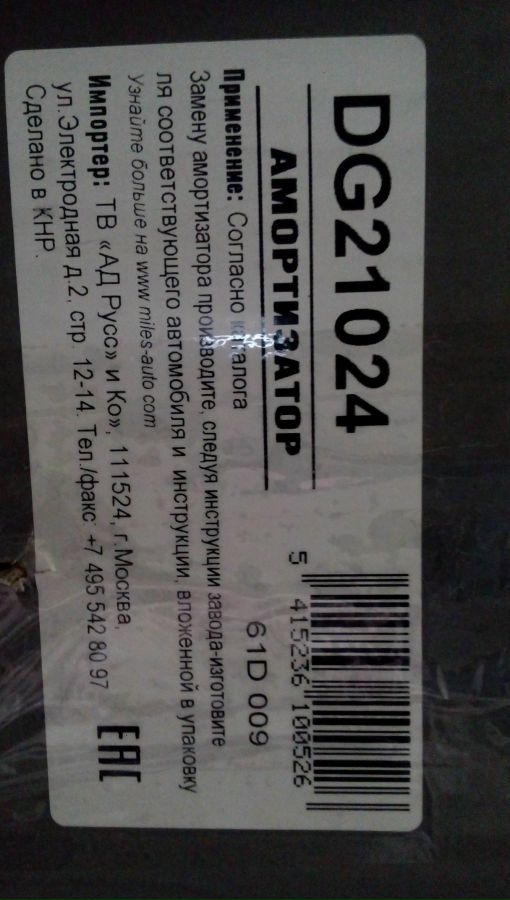 DG21024
АМОРТИЗАТОР
5 415236 100526
61D 009
Применение: Согласно каталога
Замену амортизатора производите, следуя инструкции завода-изготовите
ля соответствующего автомобиля и инструкции, вложенной в упаковку
Узнайте больше на www.miles-auto.com
Импортер: ТВ «АД Русс» и Ко», 111524, г.Москва,
ул.Электродная д.2, стр. 12-14. Тел./факс: +7 495 542 80 97
Сделано в КНР.
EAC